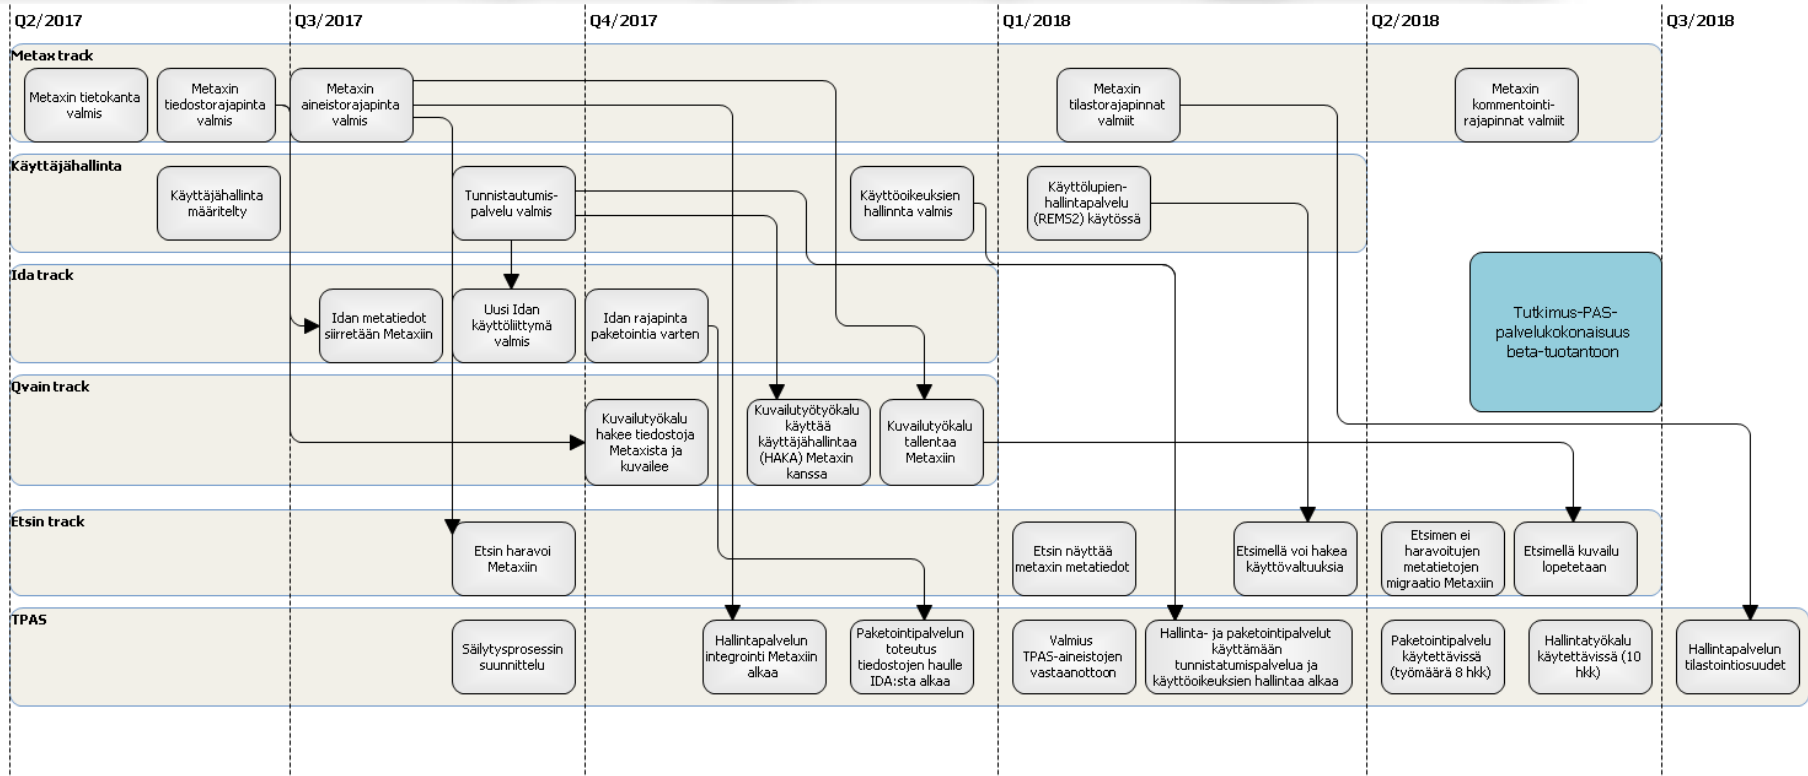 Q2/2017
Q3/2017
Q4/2017
Q1/2018
Q2/2018
Q3/2018
Metax track
Metaxin tietokanta
valmis
Metaxin
tiedostorajapinta
valmis
Metaxin
aineistorajapinta
valmis
Metaxin
tilastorajapinnat
valmiit
Metaxin
kommentointi-
rajapinnat valmiit
Käyttäjähallinta
Käyttäjähallinta
määritelty
Tunnistautumis-
palvelu valmis
Käyttöoikeuksien
hallinnta valmis
Käyttölupien-
hallintapalvelu
(REMS2) käytössä
Ida track
Idan metatiedot
siirretään Metaxiin
Uusi Idan
käyttöliittymä
valmis
Idan rajapinta
paketointia varten
Tutkimus-PAS-
palvelukokonaisuus
beta-tuotantoon
Qvain track
Kuvailutyökalu
hakee tiedostoja
Metaxista ja
kuvailee
Kuvailutyötyökalu
käyttää
käyttäjähallintaa
(HAKA) Metaxin
kanssa
Kuvailutyökalu
tallentaa
Metaxiin
Etsin track
Etsin haravoi
Metaxiin
Etsin näyttää
metaxin metatiedot
Etsimellä voi hakea
käyttövaltuuksia
Etsimen ei
haravoitujen
metatietojen
migraatio Metaxiin
Etsimellä kuvailu
lopetetaan
TPAS
Säilytysprosessin
suunnittelu
Hallintapalvelun
integrointi Metaxiin
alkaa
Paketointipalvelun
toteutus
tiedostojen haulle
IDA:sta alkaa
Valmius
TPAS-aineistojen
vastaanottoon
Hallinta- ja paketointipalvelut
käyttämään
tunnistatumispalvelua ja
käyttöoikeuksien hallintaa alkaa
Paketointipalvelu
käytettävissä
(työmäärä 8 hkk)
Hallintatyökalu
käytettävissä (10
hkk)
Hallintapalvelun
tilastointiosuudet